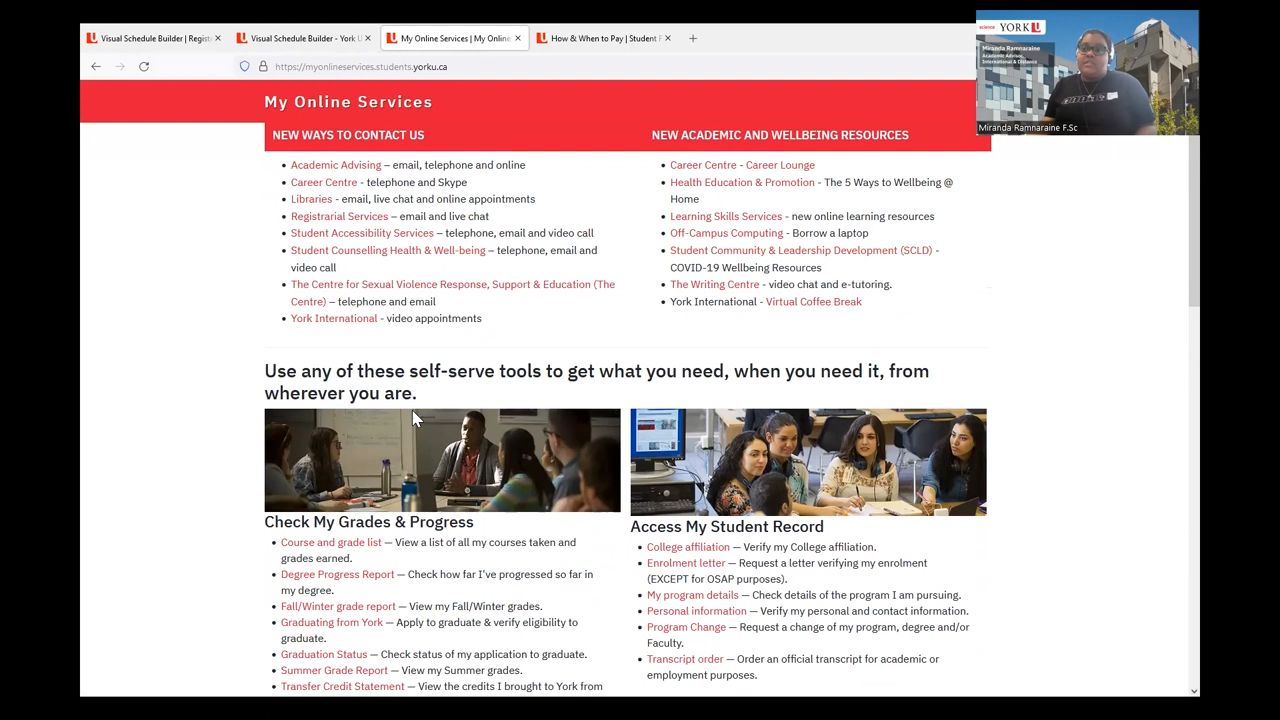 Visual Schedule Builder | Regist
Visual Schedule Builder - York U
My Online Services | My Online
How & When to Pay | Student F
https://myonlineservices.students.yorku.ca
science YORK U
Miranda Ramnaraine
Academic Advisor,
International & Distance
Miranda Ramnaraine F.Sc
My Online Services
NEW WAYS TO CONTACT US
• Academic Advising – email, telephone and online
• Career Centre - telephone and Skype
• Libraries - email, live chat and online appointments
• Registrarial Services – email and live chat
• Student Accessibility Services – telephone, email and video call
• Student Counselling Health & Well-being – telephone, email and
video call
• The Centre for Sexual Violence Response, Support & Education (The
Centre) – telephone and email
• York International - video appointments
NEW ACADEMIC AND WELLBEING RESOURCES
• Career Centre - Career Lounge
• Health Education & Promotion - The 5 Ways to Wellbeing @
Home
• Learning Skills Services - new online learning resources
• Off-Campus Computing - Borrow a laptop
• Student Community & Leadership Development (SCLD) -
COVID-19 Wellbeing Resources
• The Writing Centre - video chat and e-tutoring.
• York International - Virtual Coffee Break
Use any of these self-serve tools to get what you need, when you need it, from
wherever you are.
Check My Grades & Progress
• Course and grade list — View a list of all my courses taken and
grades earned.
• Degree Progress Report — Check how far I've progressed so far in
my degree.
• Fall/Winter grade report — View my Fall/Winter grades.
• Graduating from York — Apply to graduate & verify eligibility to
graduate.
• Graduation Status — Check status of my application to graduate.
• Summer Grade Report — View my Summer grades.
• Transfer Credit Statement — View the credits I brought to York from
Access My Student Record
• College affiliation — Verify my College affiliation.
• Enrolment letter — Request a letter verifying my enrolment
(EXCEPT for OSAP purposes).
• My program details — Check details of the program I am pursuing.
• Personal information — Verify my personal and contact information.
• Program Change — Request a change of my program, degree and/or
Faculty.
• Transcript order — Order an official transcript for academic or
employment purposes.